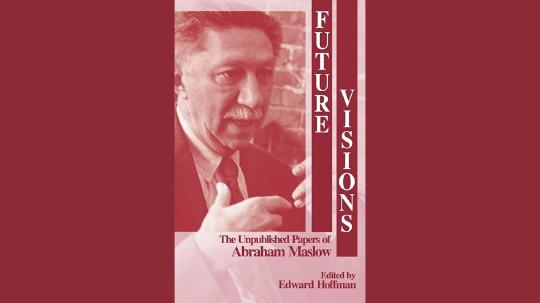 FUTURE
VISIONS
The Unpublished Papers of
Abraham Maslow
Edited by
Edward Hoffman